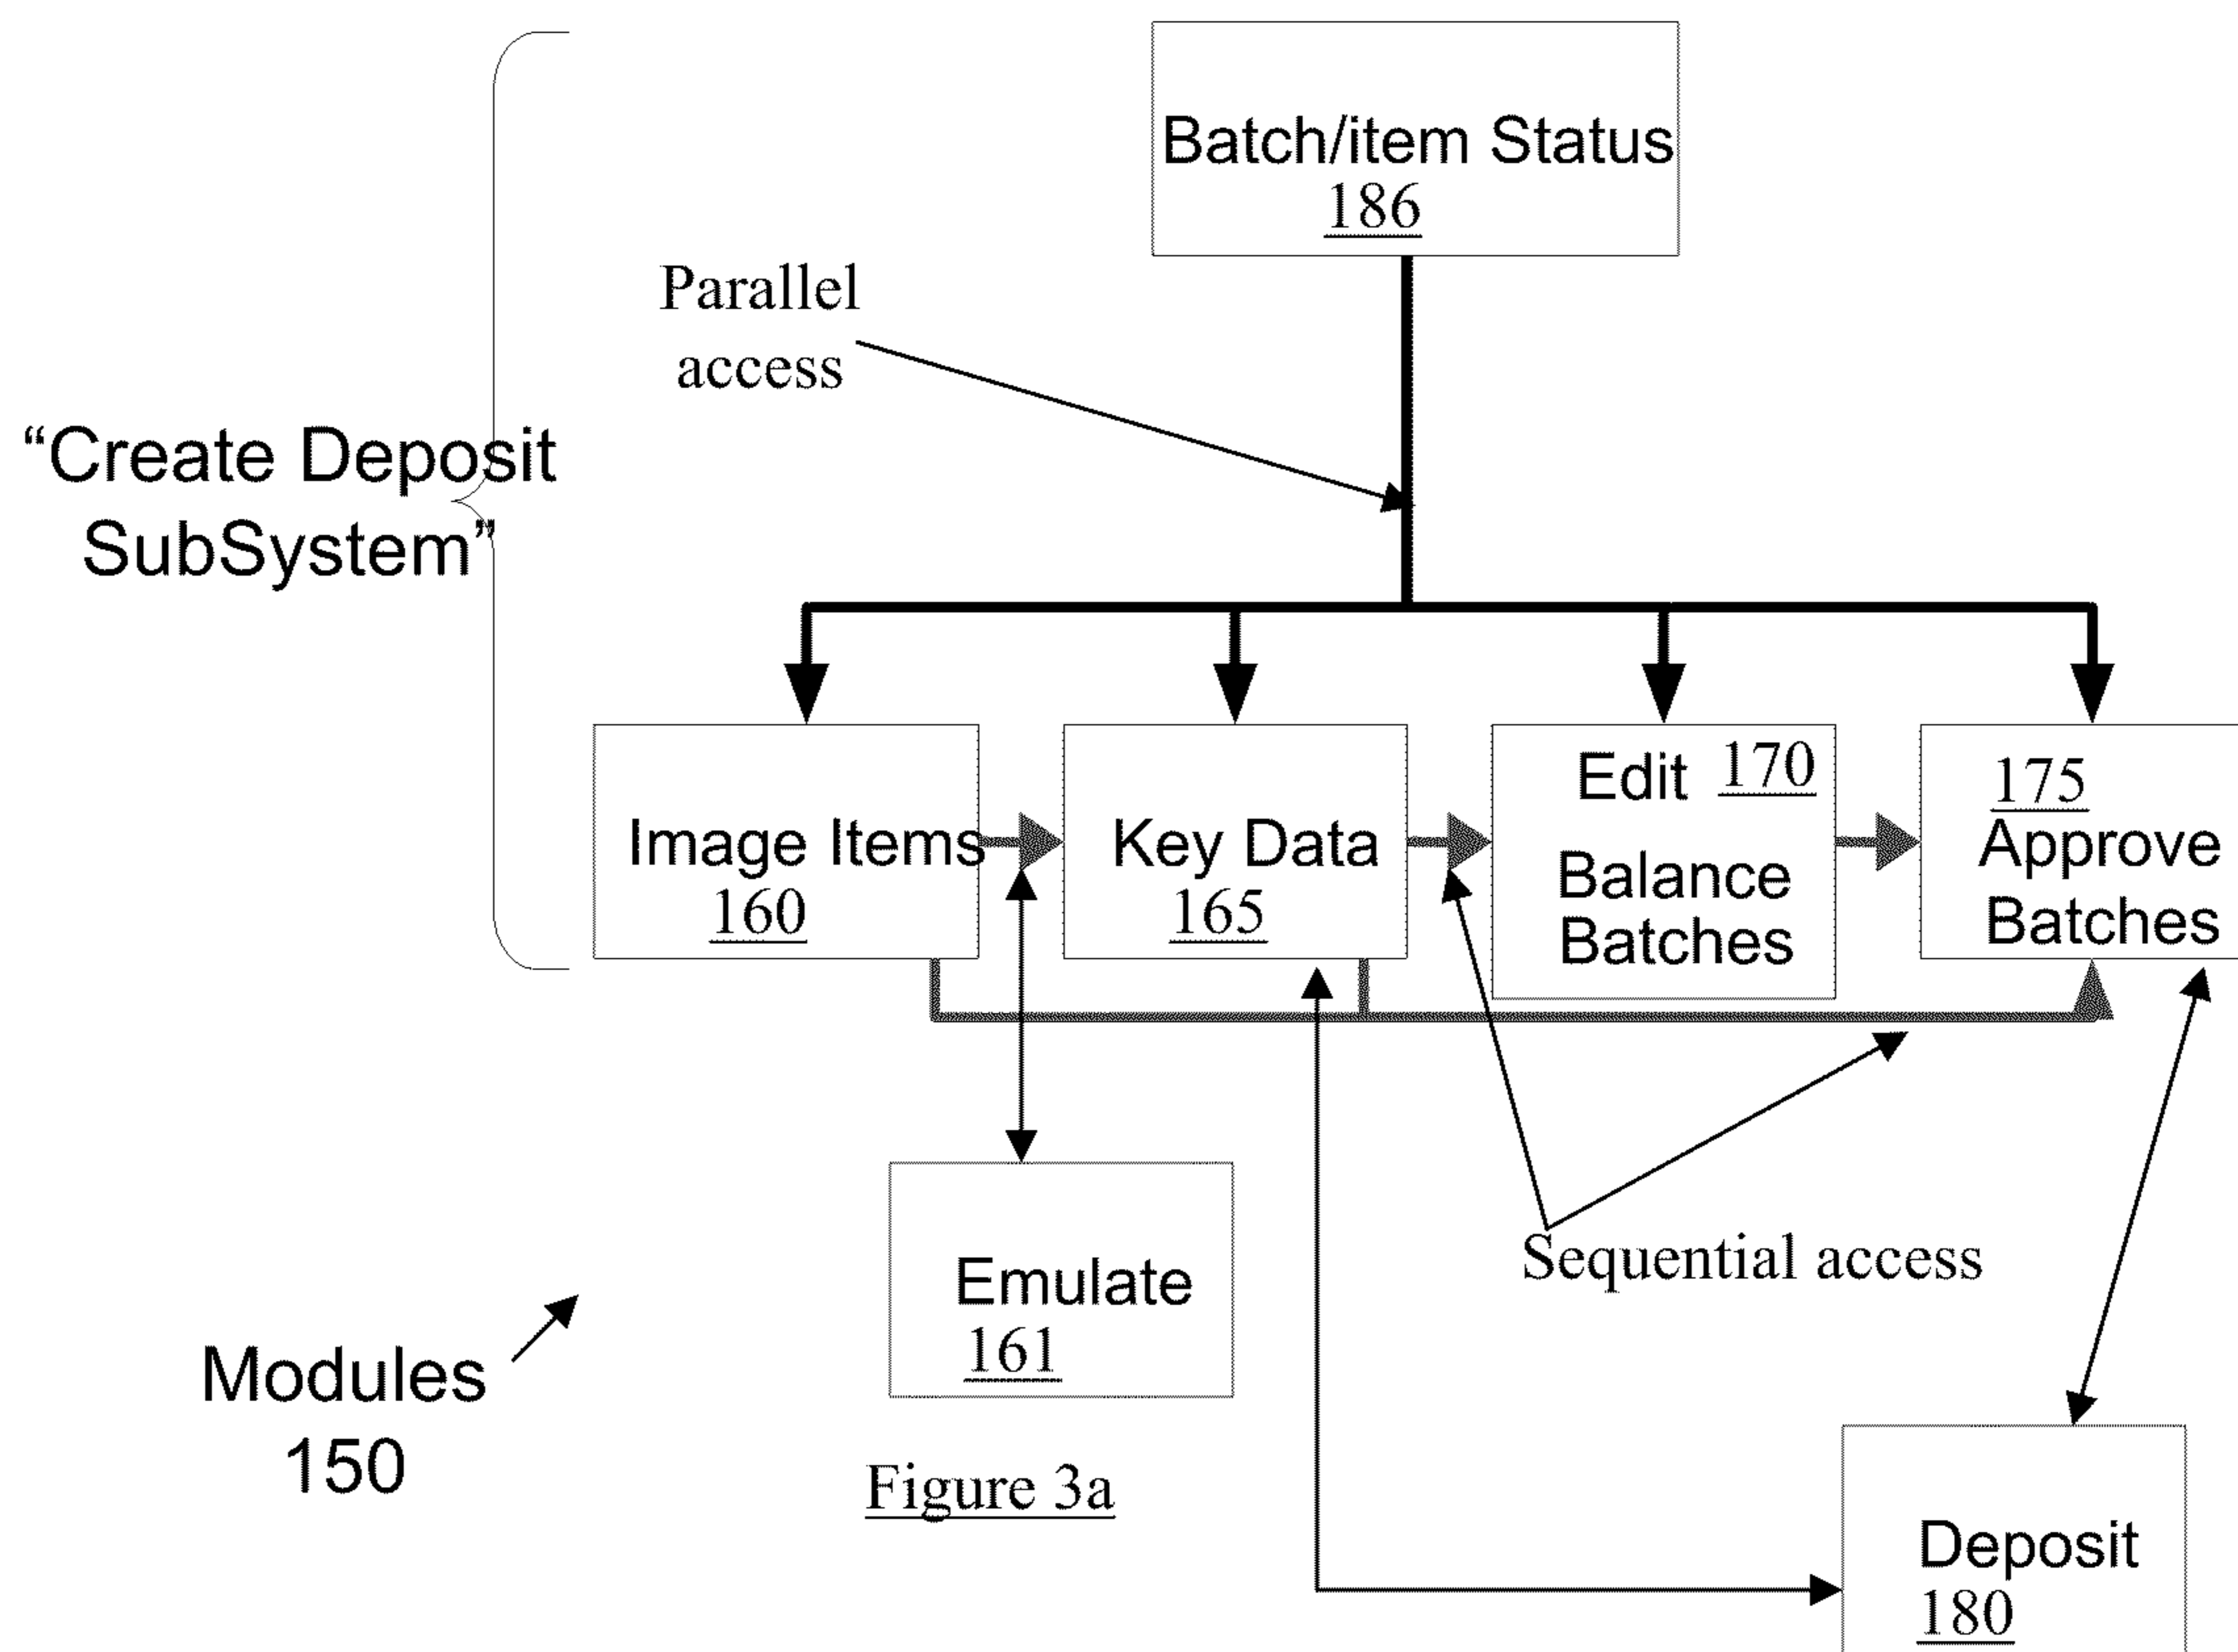 Batch/item Status
186
Parallel
access
“Create Deposit
SubSystem”
Image Items
160
Key Data
165
Edit 170
Balance
Batches
175
Approve
Batches
Emulate
161
Sequential access
Modules
150
Figure 3a
Deposit
180